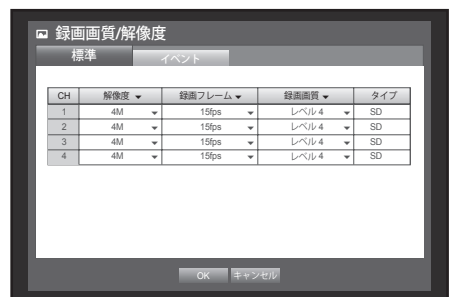 録画画質/解像度
標準 イベント
CH 解像度 録画フレーム 録画画質 タイプ
1 4M 15fps レベル 4 SD
2 4M 15fps レベル 4 SD
3 4M 15fps レベル 4 SD
4 4M 15fps レベル 4 SD
OK キャンセル